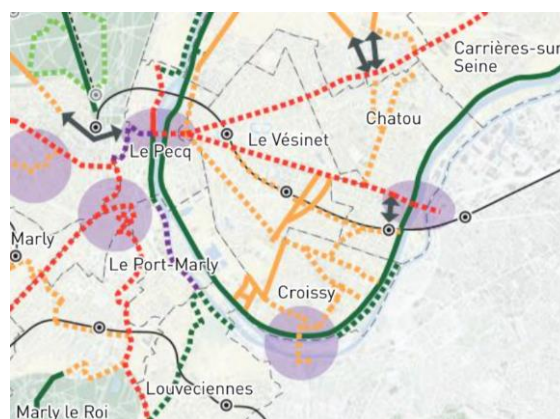 Carrières-sur-
Seine
Chatou
Le Vésinet
Le Pecq
Marly
Le Port-Marly
Croissy
Louveciennes
Marly le Roi